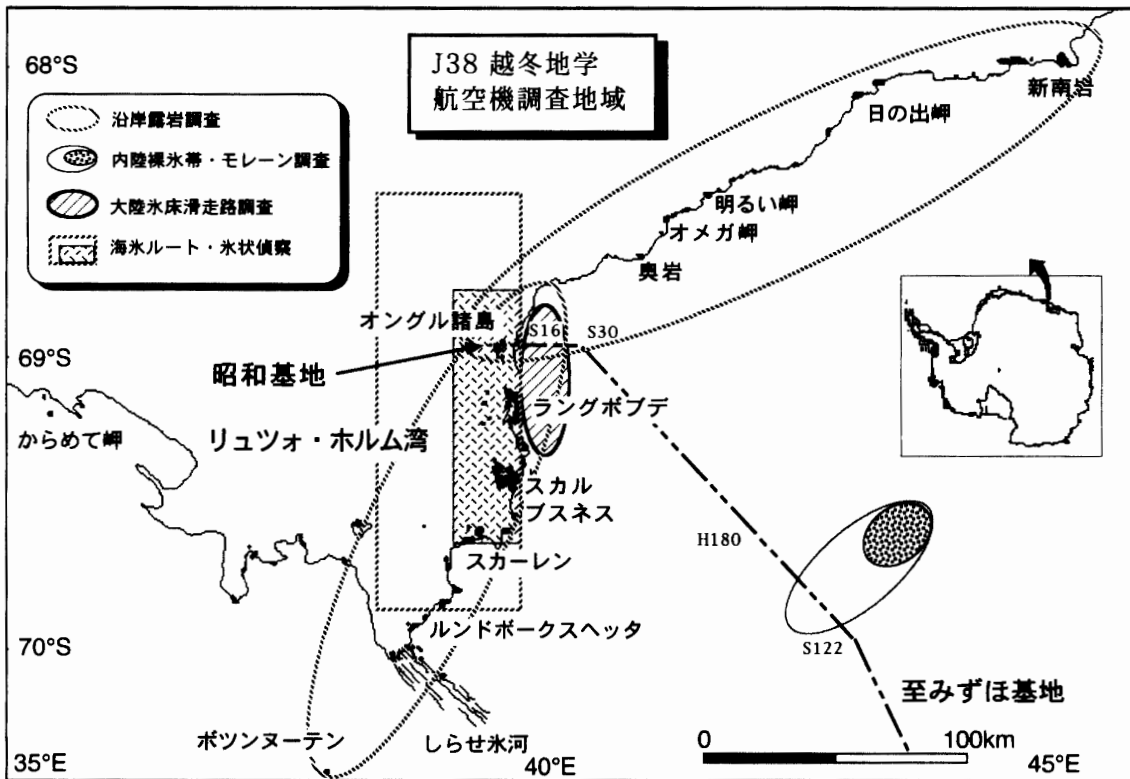 J38 越冬地学
航空機調査地域
68°S
沿岸露岩調査
内陸裸氷帯・モレーン調査
大陸氷床滑走路調査
海氷ルート・氷状偵察
新南岩
日の出岬
明るい岬
オメガ岬
奥岩
オングル諸島
S16
S30
69°S
昭和基地
ラングボブデ
からめて岬
リュツォ・ホルム湾
スカル
ブスネス
H180
スカーレン
ルンドボークスヘッタ
70°S
S122
至みずほ基地
ボツンヌーテン
しらせ氷河
0
100km
35°E
40°E
45°E